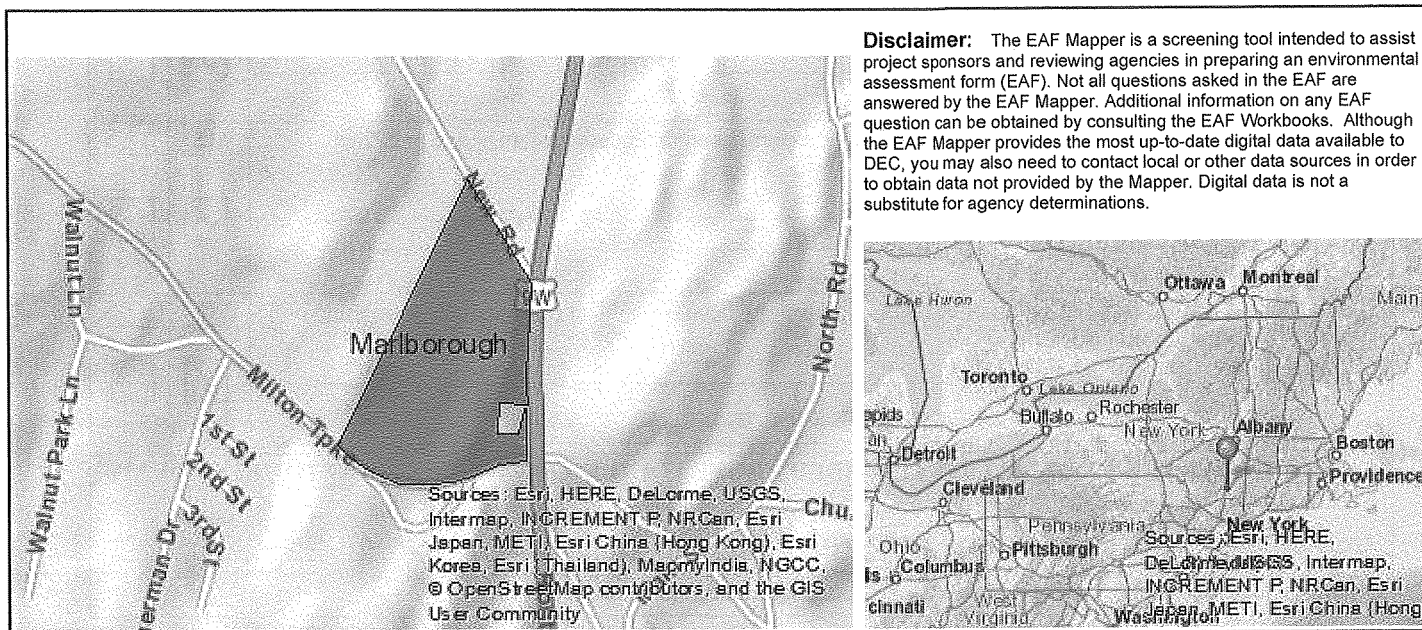 Disclaimer: The EAF Mapper is a screening tool intended to assist
project sponsors and reviewing agencies in preparing an environmental
assessment form (EAF). Not all questions asked in the EAF are
answered by the EAF Mapper. Additional information on any EAF
question can be obtained by consulting the EAF Workbooks. Although
the EAF Mapper provides the most up-to-date digital data available to
DEC, you may also need to contact local or other data sources in order
to obtain data not provided by the Mapper. Digital data is not a
substitute for agency determinations.
Walnut Ln
New Rd
W
North Rd
Marlborough
Milton Tpke
Walnut Park Ln
1st St
2nd St
3rd St
erman Dr
Chu
Sources: Esri, HERE, DeLorme, USGS,
Intermap, INCREMENT P, NRCan, Esri
Japan, METI, Esri China (Hong Kong), Esri
Korea, Esri (Thailand), MapmyIndia, NGCC,
© OpenStreetMap contributors, and the GIS
User Community
Ottawa
Montreal
Lake Huron
Main
Toronto
Lake Ontario
apids
Buffalo
Rochester
New York
Albany
Boston
Detroit
Providence
Cleveland
Pennsylvania
New York
Ohio
Pittsburgh
Columbus
cinnati
West
Virginia
Washington
Sources: Esri, HERE,
DeLorme, USGS, Intermap,
INCREMENT P, NRCan, Esri
Japan, METI, Esri China (Hong